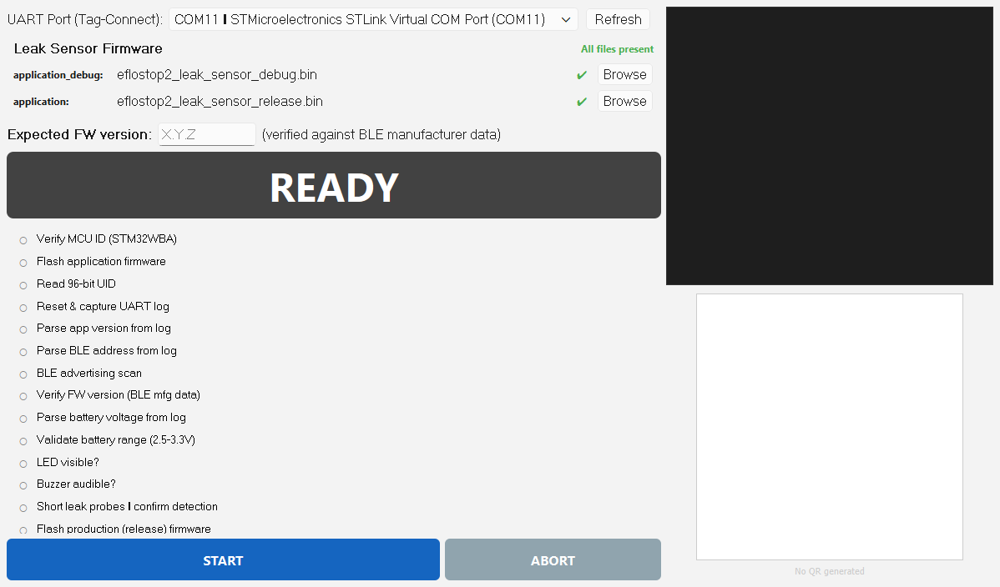 UART Port (Tag-Connect): COM11 | STMicroelectronics STLink Virtual COM Port (COM11) Refresh
Leak Sensor Firmware All files present
application_debug: eflostop2_leak_sensor_debug.bin ✔ Browse
application: eflostop2_leak_sensor_release.bin ✔ Browse
Expected FW version: X.Y.Z (verified against BLE manufacturer data)
READY
Verify MCU ID (STM32WBA)
Flash application firmware
Read 96-bit UID
Reset & capture UART log
Parse app version from log
Parse BLE address from log
BLE advertising scan
Verify FW version (BLE mfg data)
Parse battery voltage from log
Validate battery range (2.5-3.3V)
LED visible?
Buzzer audible?
Short leak probes | confirm detection
Flash production (release) firmware
START ABORT
No QR generated